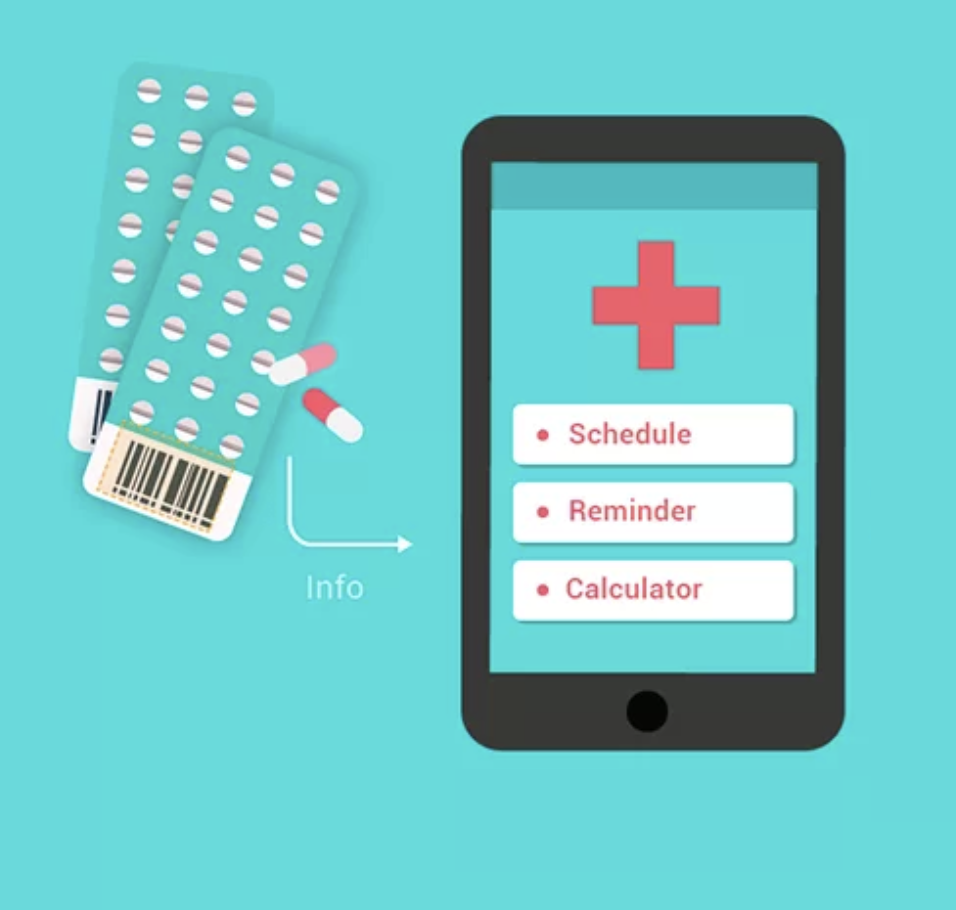 Info
Schedule
Reminder
Calculator